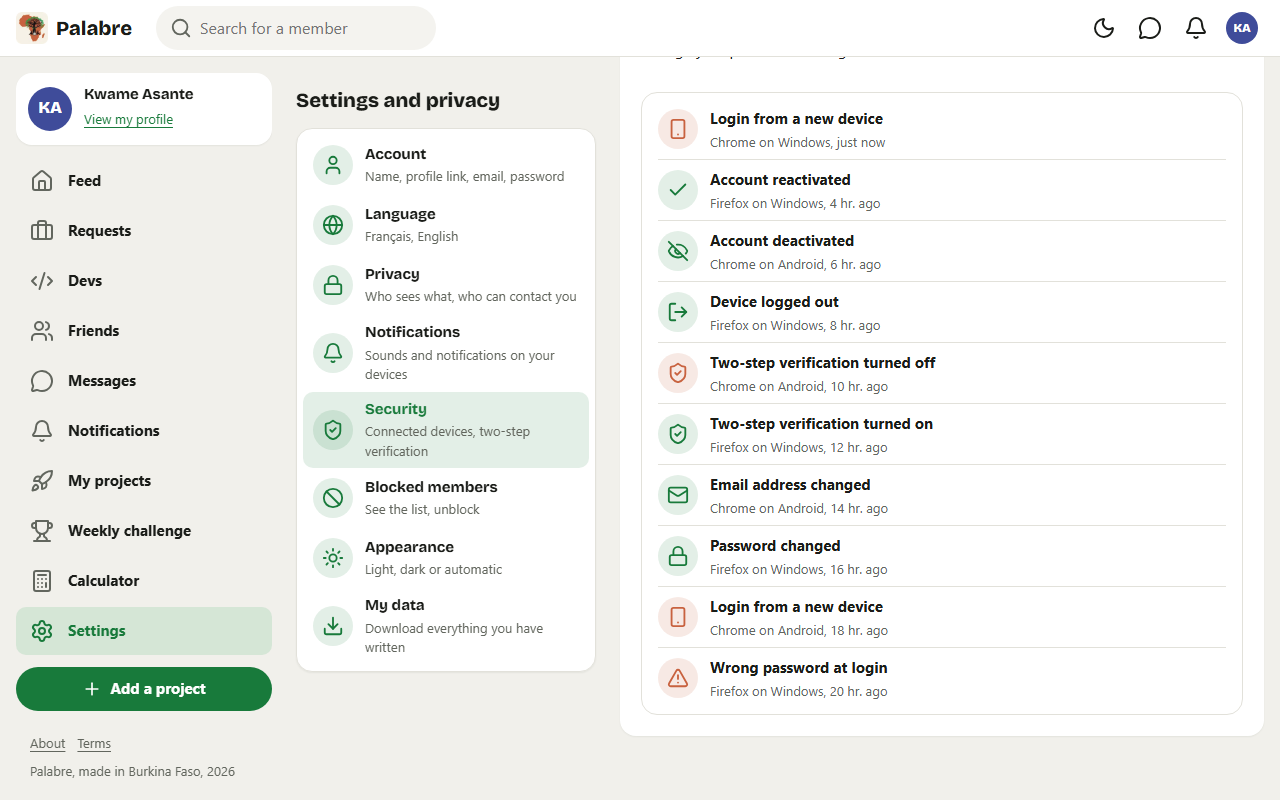 Palabre
Search for a member
KA
KA
Kwame Asante
View my profile
Feed
Requests
Devs
Friends
Messages
Notifications
My projects
Weekly challenge
Calculator
Settings
Add a project
About Terms
Palabre, made in Burkina Faso, 2026
Settings and privacy
Account
Name, profile link, email, password
Language
Français, English
Privacy
Who sees what, who can contact you
Notifications
Sounds and notifications on your
devices
Security
Connected devices, two-step
verification
Blocked members
See the list, unblock
Appearance
Light, dark or automatic
My data
Download everything you have
written
Login from a new device
Chrome on Windows, just now
Account reactivated
Firefox on Windows, 4 hr. ago
Account deactivated
Chrome on Android, 6 hr. ago
Device logged out
Firefox on Windows, 8 hr. ago
Two-step verification turned off
Chrome on Android, 10 hr. ago
Two-step verification turned on
Firefox on Windows, 12 hr. ago
Email address changed
Chrome on Android, 14 hr. ago
Password changed
Firefox on Windows, 16 hr. ago
Login from a new device
Chrome on Android, 18 hr. ago
Wrong password at login
Firefox on Windows, 20 hr. ago